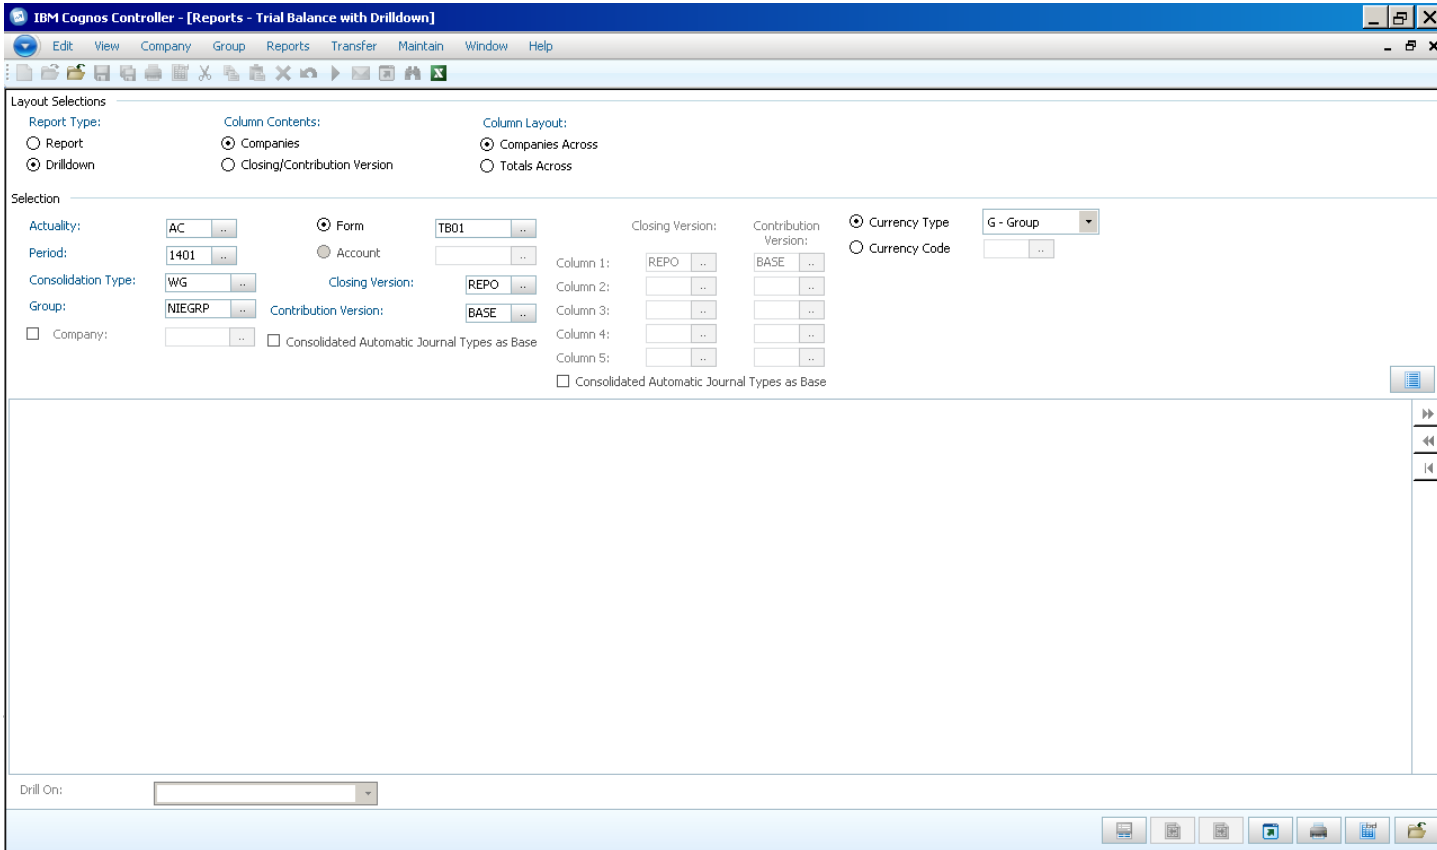 IBM Cognos Controller - [Reports - Trial Balance with Drilldown]
Edit View Company Group Reports Transfer Maintain Window Help
Layout Selections
Report Type: Column Contents: Column Layout:
Report Companies Companies Across
Drilldown Closing/Contribution Version Totals Across
Selection
Actuality: AC .. Form TB01 .. Closing Version: Contribution Version: Currency Type G - Group
Period: 1401 .. Account .. Currency Code ..
Column 1: REPO .. BASE ..
Consolidation Type: WG .. Closing Version: REPO .. Column 2: .. ..
Group: NIEGRP .. Contribution Version: BASE .. Column 3: .. ..
Company: .. Consolidated Automatic Journal Types as Base Column 4: .. ..
Column 5: .. ..
Consolidated Automatic Journal Types as Base
Drill On: